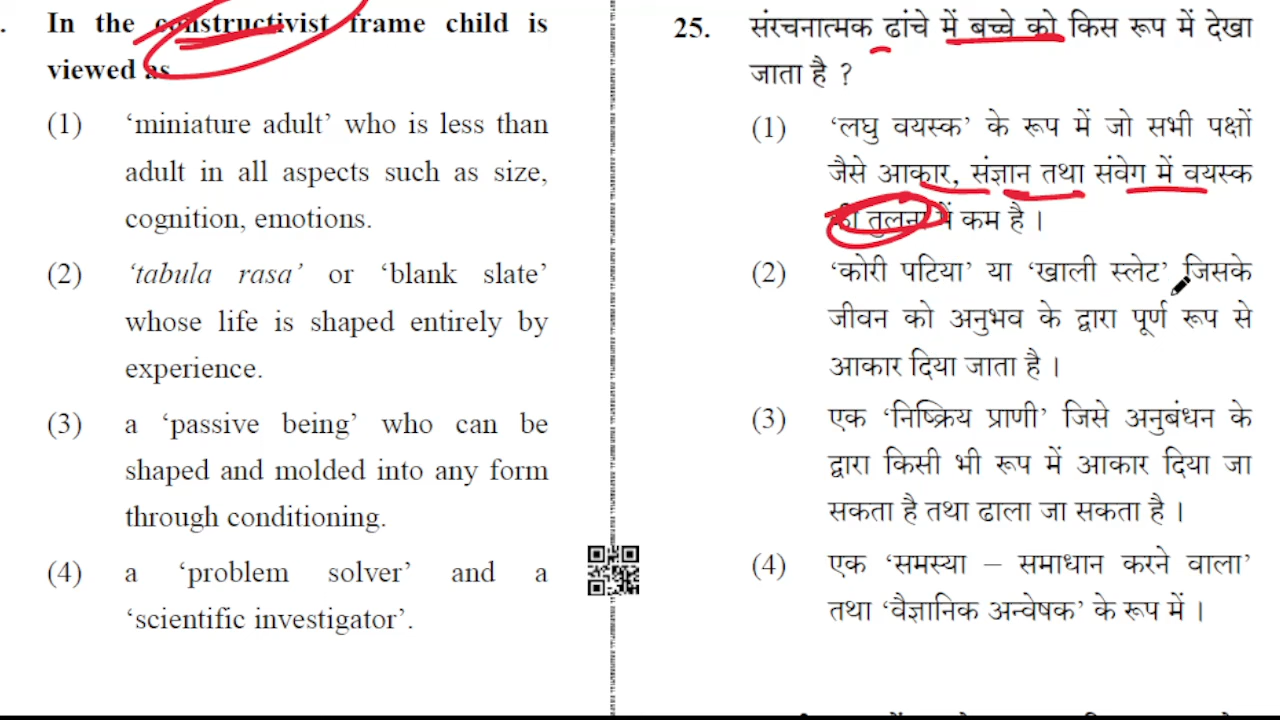 . In the constructivist frame child is
viewed as
(1) ‘miniature adult’ who is less than
adult in all aspects such as size,
cognition, emotions.
(2) ‘tabula rasa’ or ‘blank slate’
whose life is shaped entirely by
experience.
(3) a ‘passive being’ who can be
shaped and molded into any form
through conditioning.
(4) a ‘problem solver’ and a
‘scientific investigator’.
25. संरचनात्मक ढांचे में बच्चे को किस रूप में देखा
जाता है ?
(1) ‘लघु वयस्क’ के रूप में जो सभी पक्षों
जैसे आकार, संज्ञान तथा संवेग में वयस्क
की तुलना में कम है ।
(2) ‘कोरी पटिया’ या ‘खाली स्लेट’ जिसके
जीवन को अनुभव के द्वारा पूर्ण रूप से
आकार दिया जाता है ।
(3) एक ‘निष्क्रिय प्राणी’ जिसे अनुबंधन के
द्वारा किसी भी रूप में आकार दिया जा
सकता है तथा ढाला जा सकता है ।
(4) एक ‘समस्या – समाधान करने वाला’
तथा ‘वैज्ञानिक अन्वेषक’ के रूप में ।